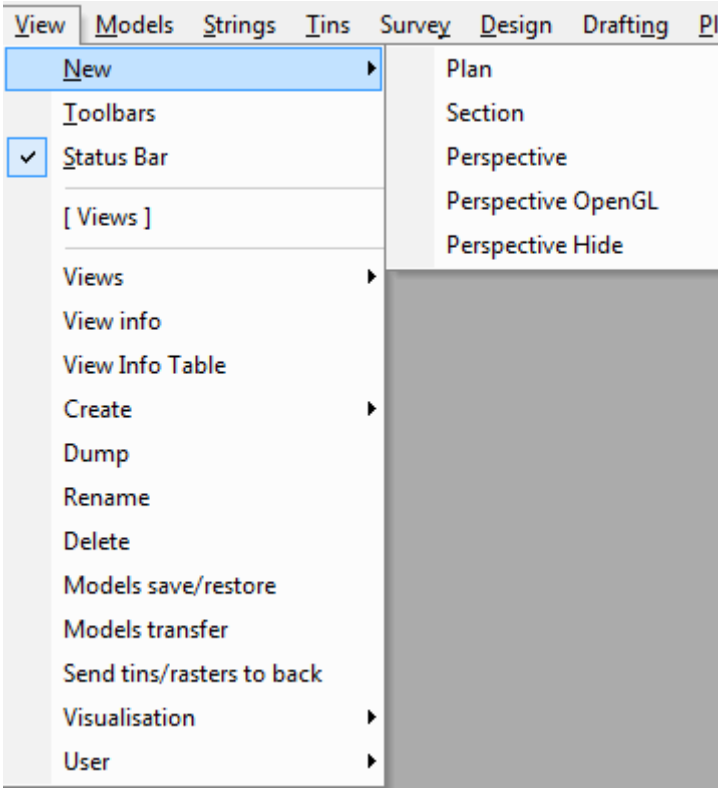 View Models Strings Tins Survey Design Drafting Pl
New
Toolbars
Status Bar
[ Views ]
Views
View info
View Info Table
Create
Dump
Rename
Delete
Models save/restore
Models transfer
Send tins/rasters to back
Visualisation
User
Plan
Section
Perspective
Perspective OpenGL
Perspective Hide